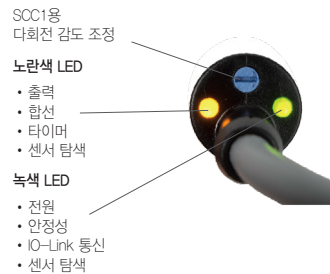 SCC1용
다회전 감도 조정
노란색 LED
• 출력
• 합선
• 타이머
• 센서 탐색
녹색 LED
• 전원
• 안정성
• IO-Link 통신
• 센서 탐색